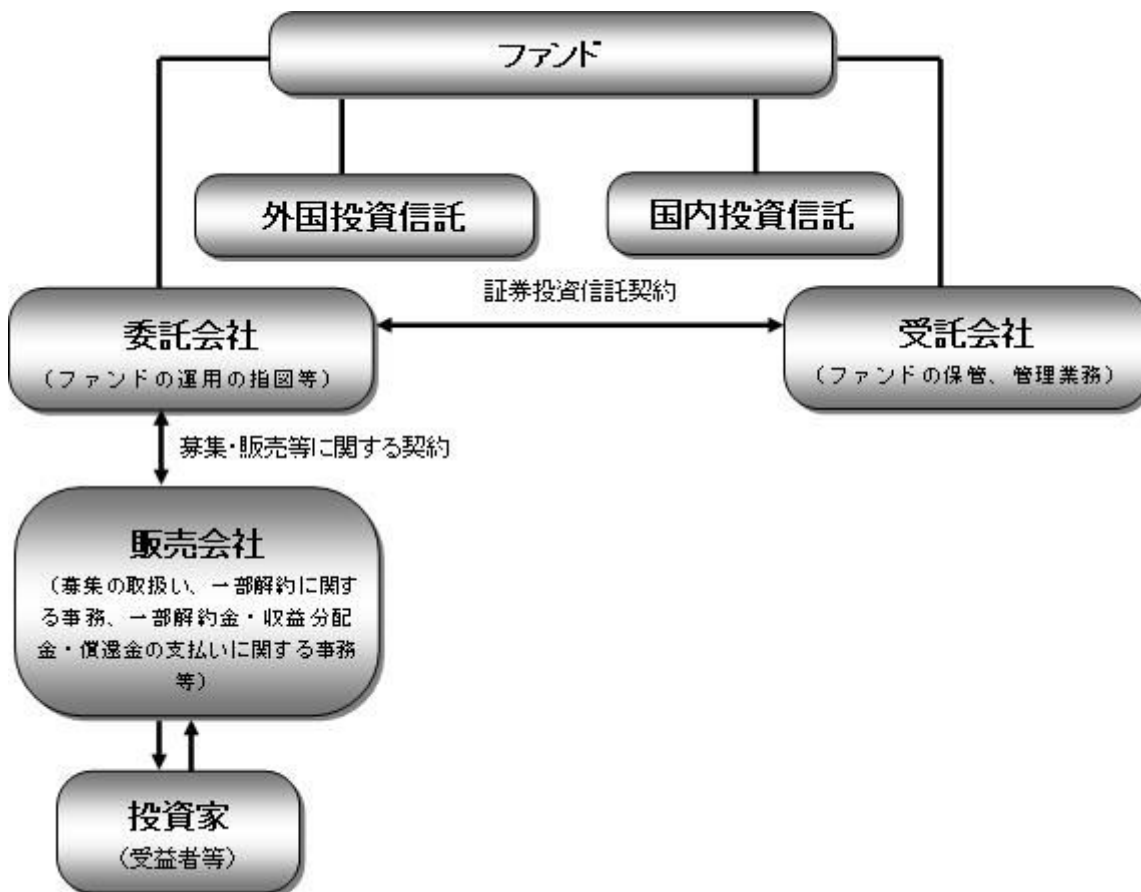 ファンド
外国投資信託
国内投資信託
証券投資信託契約
委託会社
（ファンドの運用の指図等）
受託会社
（ファンドの保管、管理業務）
募集・販売等に関する契約
販売会社
（募集の取扱い、一部解約に関す
る事務、一部解約金・収益分配
金・償還金の支払いに関する事務
等）
投資家
（受益者等）